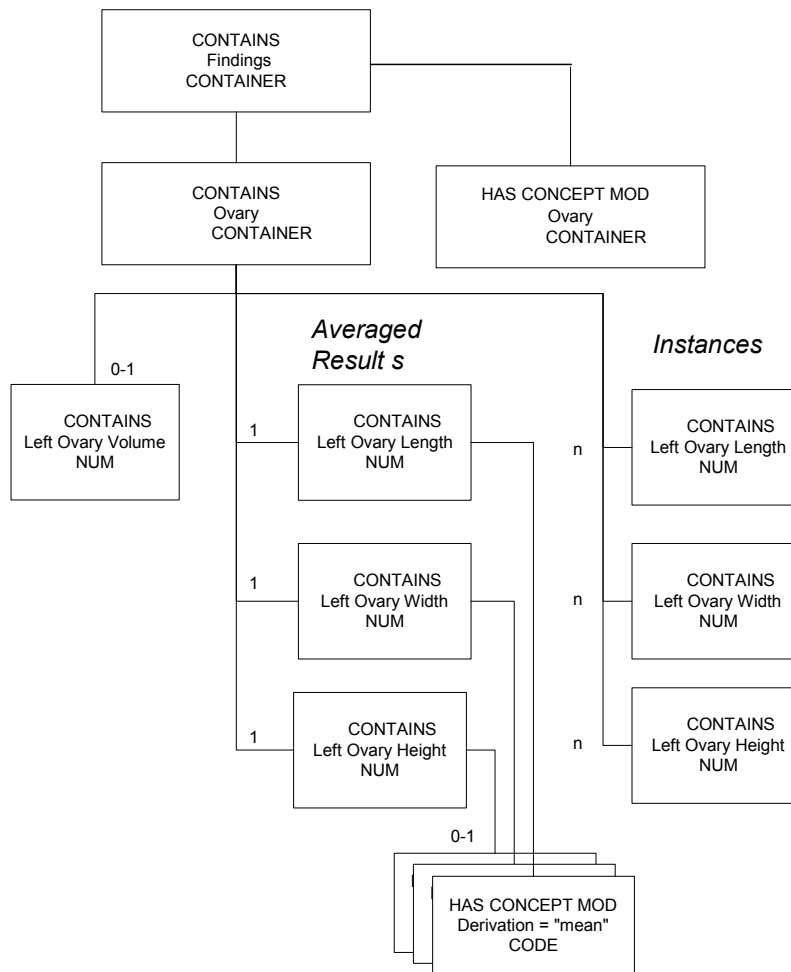 CONTAINS
Findings
CONTAINER
CONTAINS
Ovary
CONTAINER
HAS CONCEPT MOD
Ovary
CONTAINER
Averaged
Result s
Instances
0-1
CONTAINS
Left Ovary Volume
NUM
1
CONTAINS
Left Ovary Length
NUM
n
CONTAINS
Left Ovary Length
NUM
1
CONTAINS
Left Ovary Width
NUM
n
CONTAINS
Left Ovary Width
NUM
1
CONTAINS
Left Ovary Height
NUM
n
CONTAINS
Left Ovary Height
NUM
0-1
HAS CONCEPT MOD
Derivation = "mean"
CODE